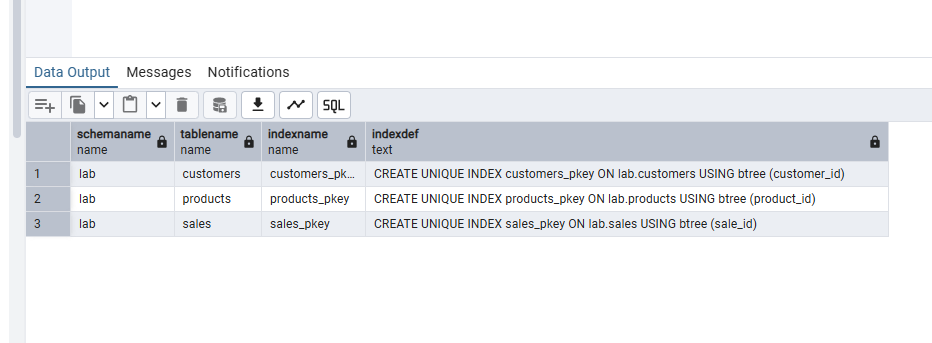 Data Output Messages Notifications
SQL
schemaname tablename indexname indexdef
name name name text
1 lab customers customers_pk... CREATE UNIQUE INDEX customers_pkey ON lab.customers USING btree (customer_id)
2 lab products products_pkey CREATE UNIQUE INDEX products_pkey ON lab.products USING btree (product_id)
3 lab sales sales_pkey CREATE UNIQUE INDEX sales_pkey ON lab.sales USING btree (sale_id)